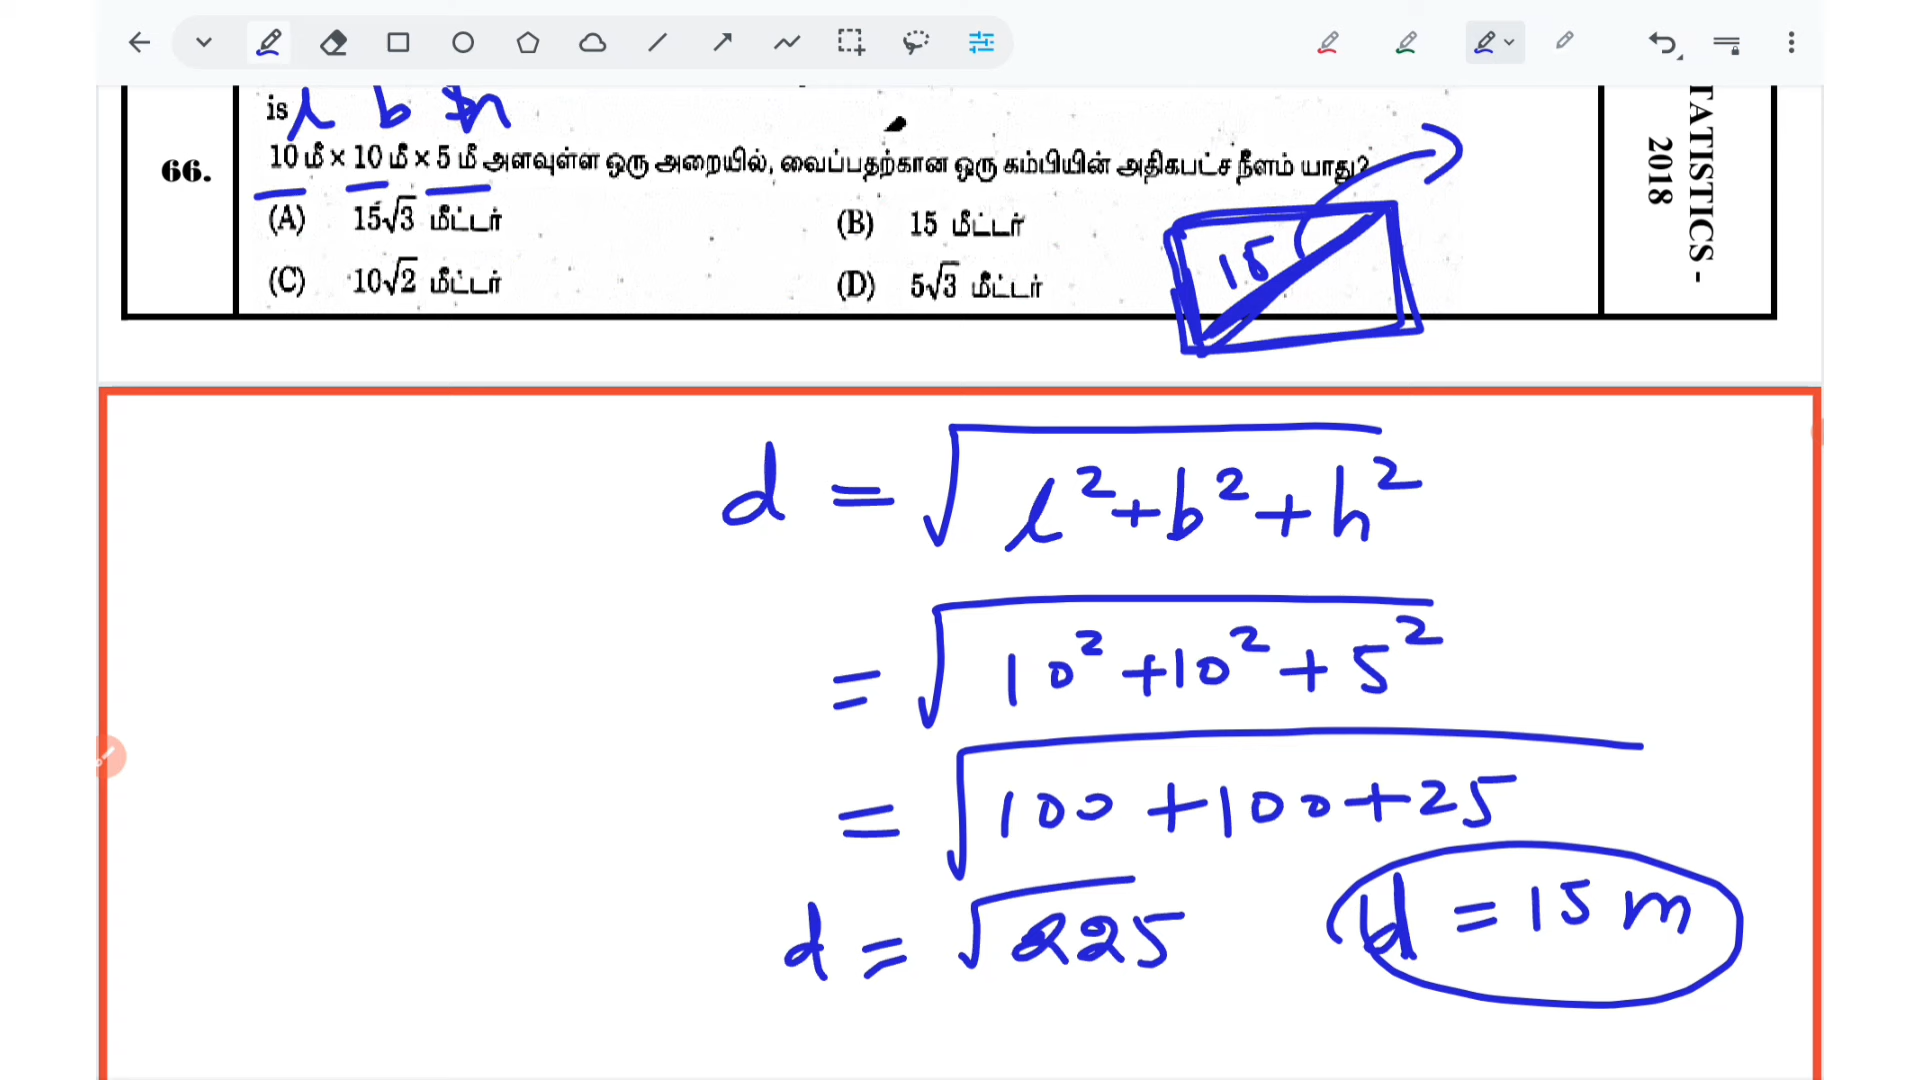 is l b h
66. 10 மீ × 10 மீ × 5 மீ அளவுள்ள ஒரு அறையில், வைப்பதற்கான ஒரு கம்பியின் அதிகபட்ச நீளம் யாது?
(A) 15√3 மீட்டர் (B) 15 மீட்டர்
(C) 10√2 மீட்டர் (D) 5√3 மீட்டர்
15
TATISTICS -
2018
d = √l²+b²+h²
= √10²+10²+5²
= √100+100+25
d = √225 d = 15 m